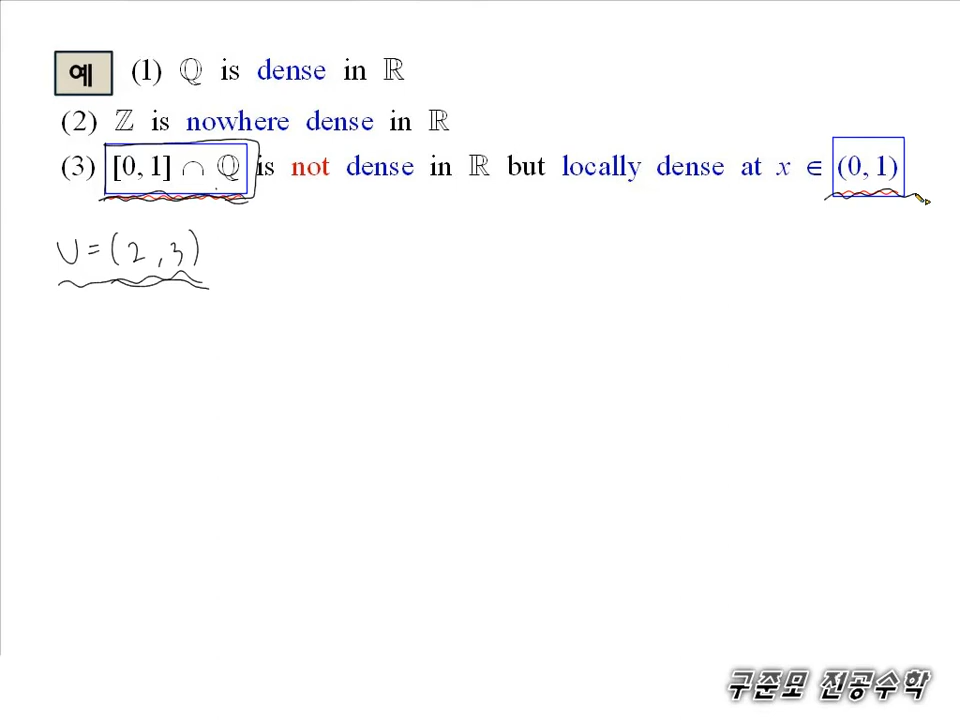 예 (1) ℚ is dense in ℝ
(2) ℤ is nowhere dense in ℝ
(3) [0, 1] ∩ ℚ is not dense in ℝ but locally dense at x ∈ (0, 1)
U = (2, 3)
구준모 전공수학